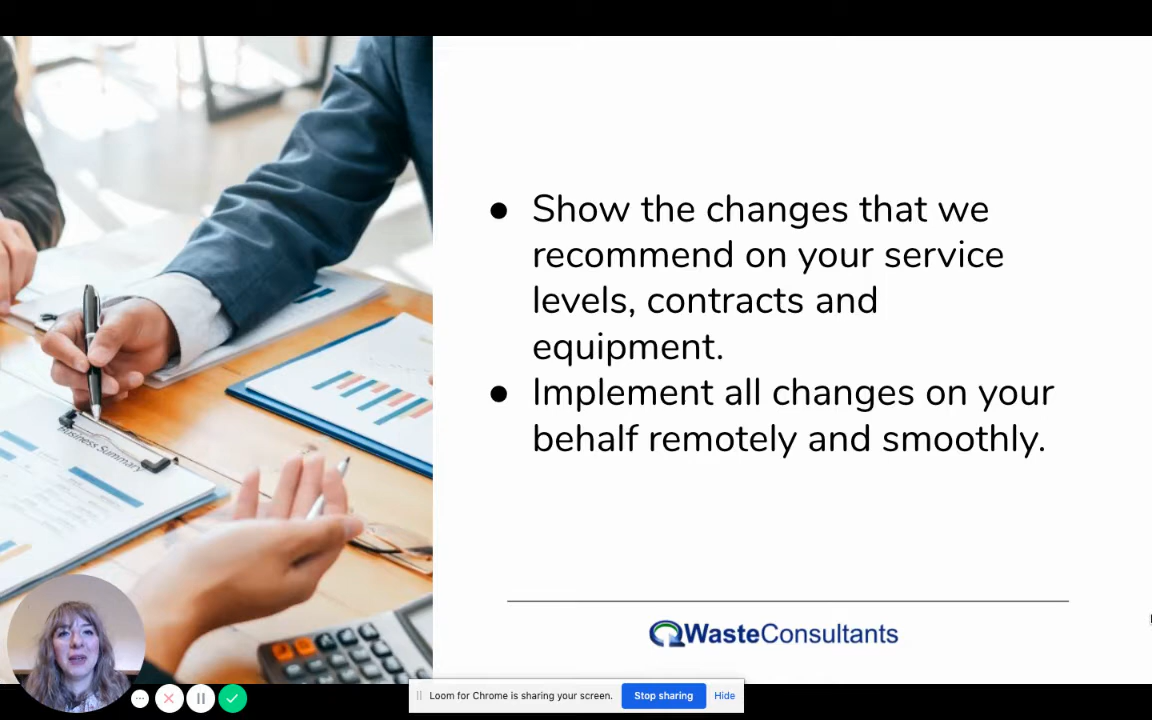 ● Show the changes that we
recommend on your service
levels, contracts and
equipment.
● Implement all changes on your
behalf remotely and smoothly.
Business Summary
WasteConsultants
Loom for Chrome is sharing your screen. Stop sharing Hide